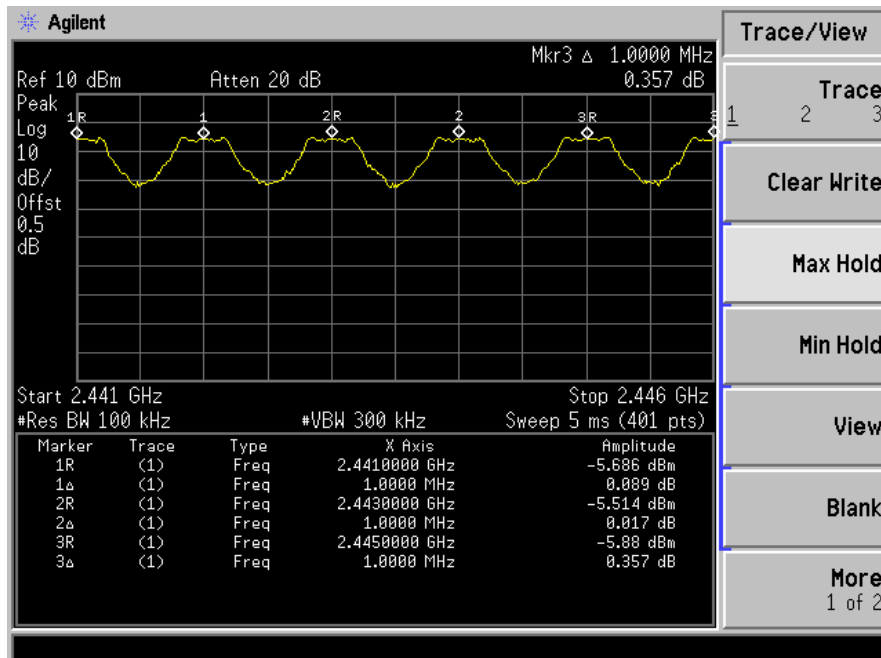 Agilent
Trace/View
Mkr3 Δ 1.0000 MHz
Ref 10 dBm Atten 20 dB 0.357 dB
Peak
Log
10
dB/
Offst
0.5
dB
1R 1 2R 2 3R 3
Start 2.441 GHz Stop 2.446 GHz
#Res BW 100 kHz #VBW 300 kHz Sweep 5 ms (401 pts)
Marker Trace Type X Axis Amplitude
1R (1) Freq 2.4410000 GHz -5.686 dBm
1Δ (1) Freq 1.0000 MHz 0.089 dB
2R (1) Freq 2.4430000 GHz -5.514 dBm
2Δ (1) Freq 1.0000 MHz 0.017 dB
3R (1) Freq 2.4450000 GHz -5.88 dBm
3Δ (1) Freq 1.0000 MHz 0.357 dB
Trace
1 2 3
Clear Write
Max Hold
Min Hold
View
Blank
More
1 of 2